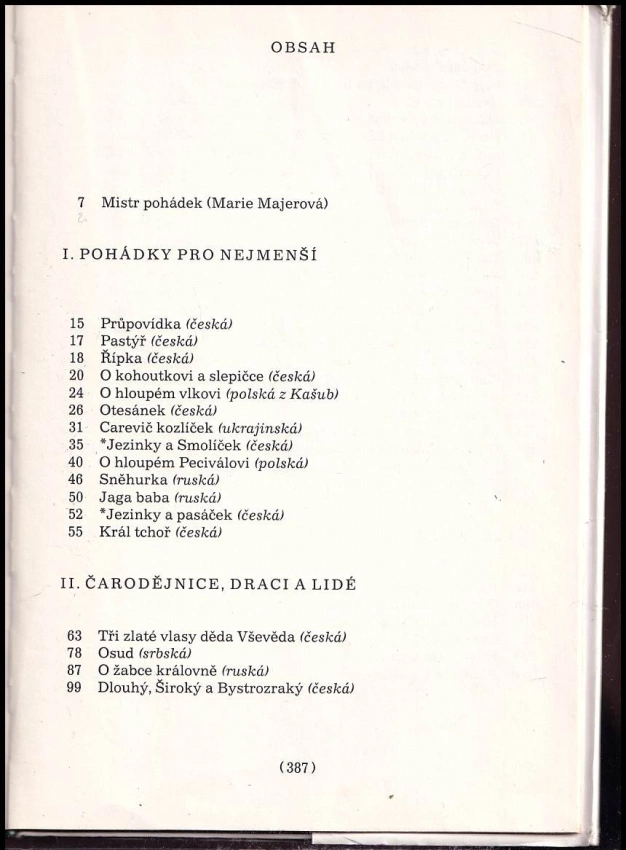 OBSAH
7 Mistr pohádek (Marie Majerová)
I. POHÁDKY PRO NEJMENŠÍ
15 Průpovídka (česká)
17 Pastýř (česká)
18 Řípka (česká)
20 O kohoutkovi a slepičce (česká)
24 O hloupém vlkovi (polská z Kašub)
26 Otesánek (česká)
31 Carevič kozlíček (ukrajinská)
35 *Jezinky a Smolíček (česká)
40 O hloupém Peciválovi (polská)
46 Sněhurka (ruská)
50 Jaga baba (ruská)
52 *Jezinky a pasáček (česká)
55 Král tchoř (česká)
II. ČARODĚJNICE, DRACI A LIDÉ
63 Tři zlaté vlasy děda Vševěda (česká)
78 Osud (srbská)
87 O žabce královně (ruská)
99 Dlouhý, Široký a Bystrozraký (česká)
(387)